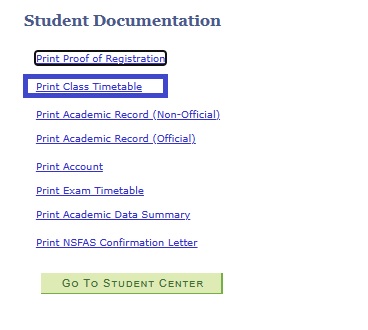 Student Documentation
Print Proof of Registration
Print Class Timetable
Print Academic Record (Non-Official)
Print Academic Record (Official)
Print Account
Print Exam Timetable
Print Academic Data Summary
Print NSFAS Confirmation Letter
Go To Student Center